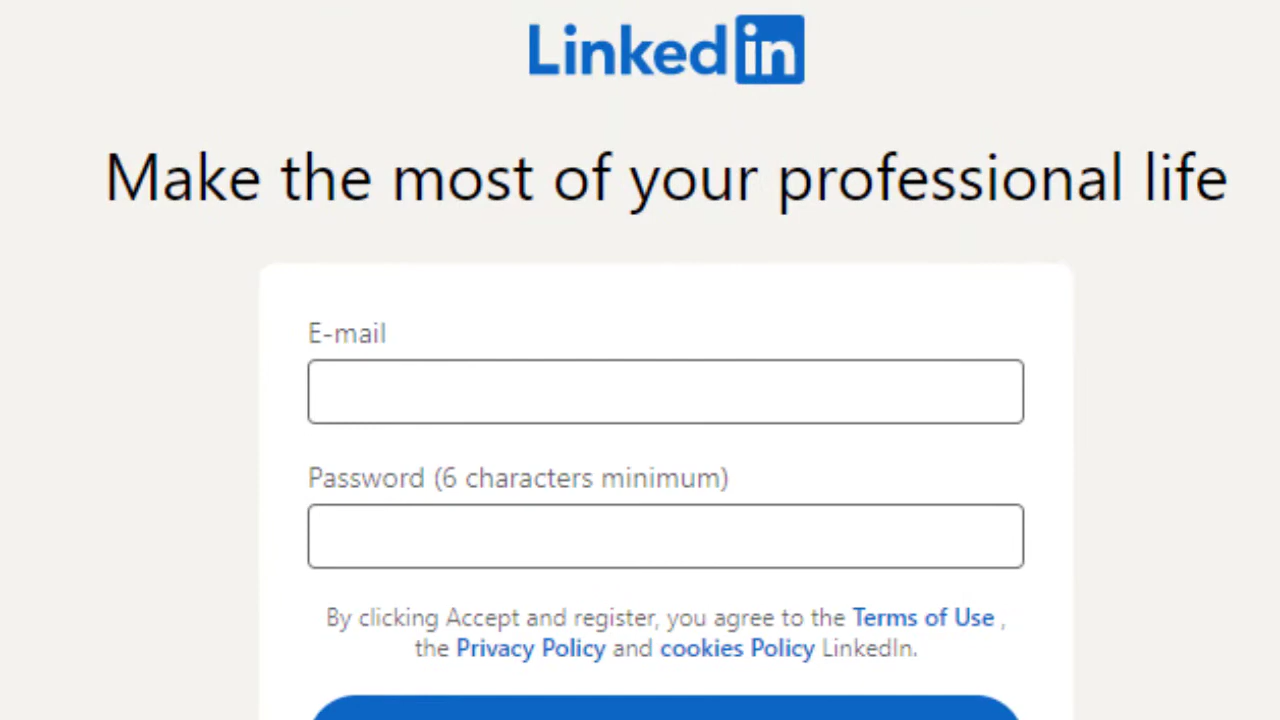 Linkedin
Make the most of your professional life
E-mail
Password (6 characters minimum)
By clicking Accept and register, you agree to the Terms of Use ,
the Privacy Policy and cookies Policy LinkedIn.